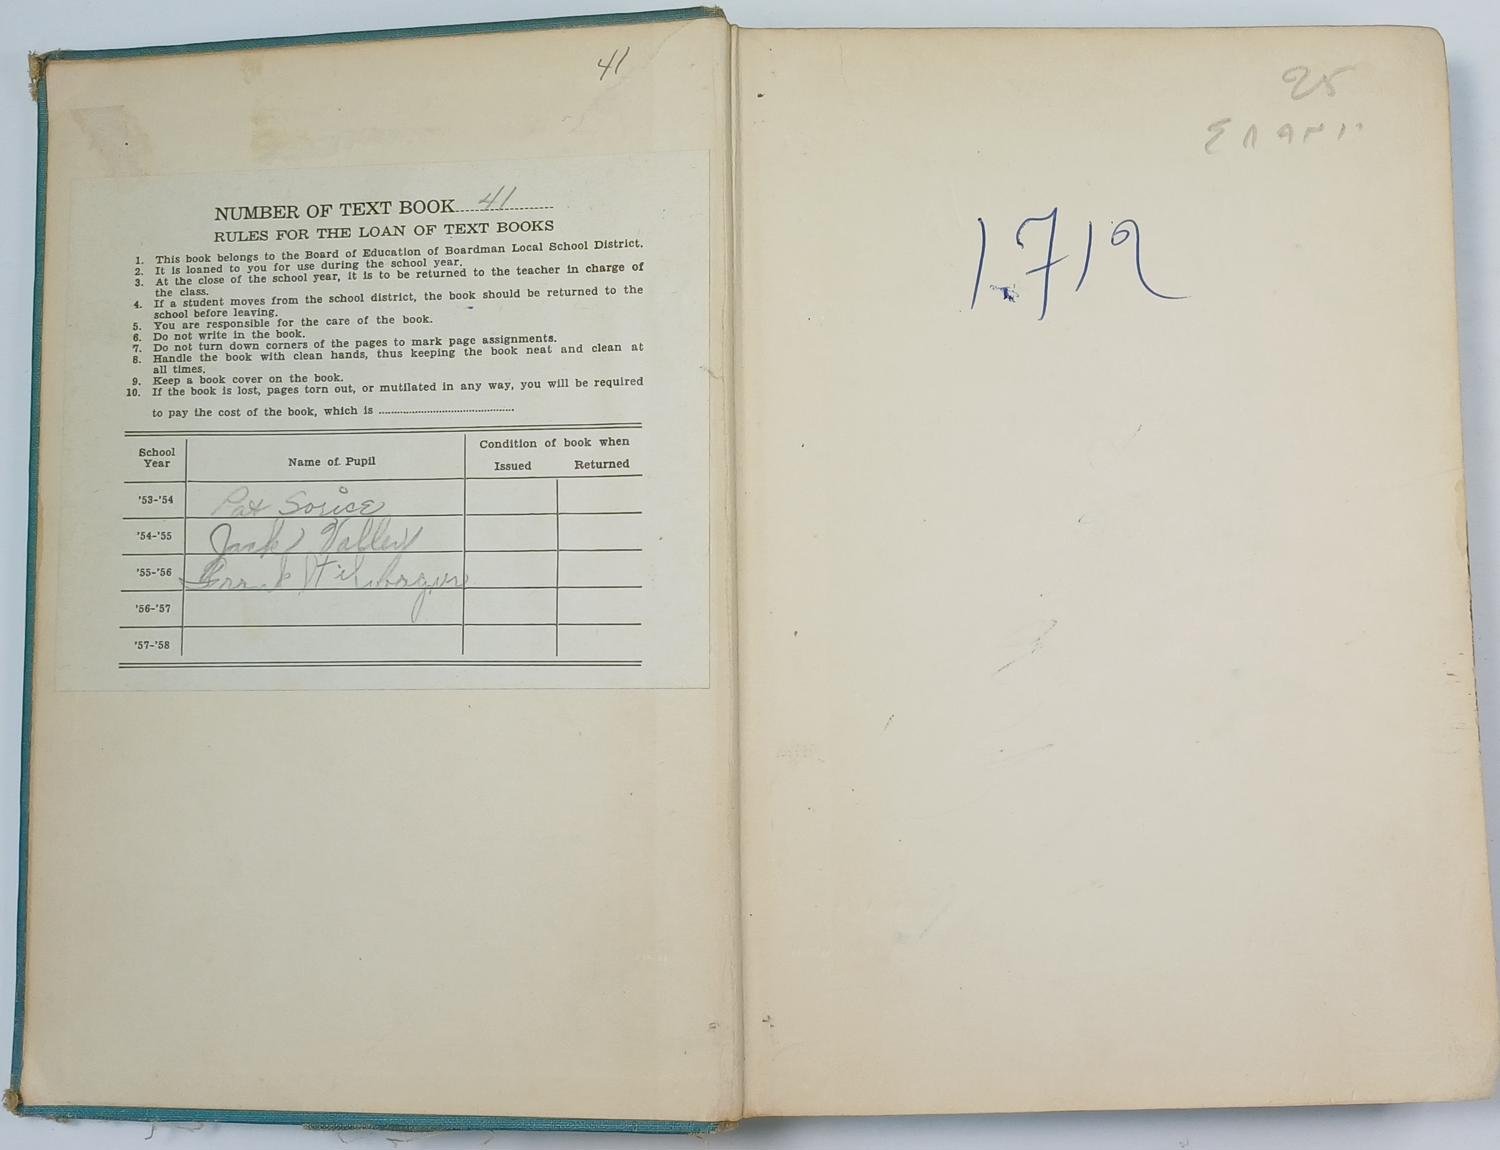 41
NUMBER OF TEXT BOOK 41
RULES FOR THE LOAN OF TEXT BOOKS
1. This book belongs to the Board of Education of Boardman Local School District.
2. It is loaned to you for use during the school year.
3. At the close of the school year, it is to be returned to the teacher in charge of
the class.
4. If a student moves from the school district, the book should be returned to the
school before leaving.
5. You are responsible for the care of the book.
6. Do not write in the book.
7. Do not turn down corners of the pages to mark page assignments.
8. Handle the book with clean hands, thus keeping the book neat and clean at
all times.
9. Keep a book cover on the book.
10. If the book is lost, pages torn out, or mutilated in any way, you will be required
to pay the cost of the book, which is
School Year
Name of Pupil
Condition of book when
Issued Returned
'53-'54 Pat Sorice
'54-'55 Jack Valley
'55-'56
'56-'57
'57-'58
25
1712